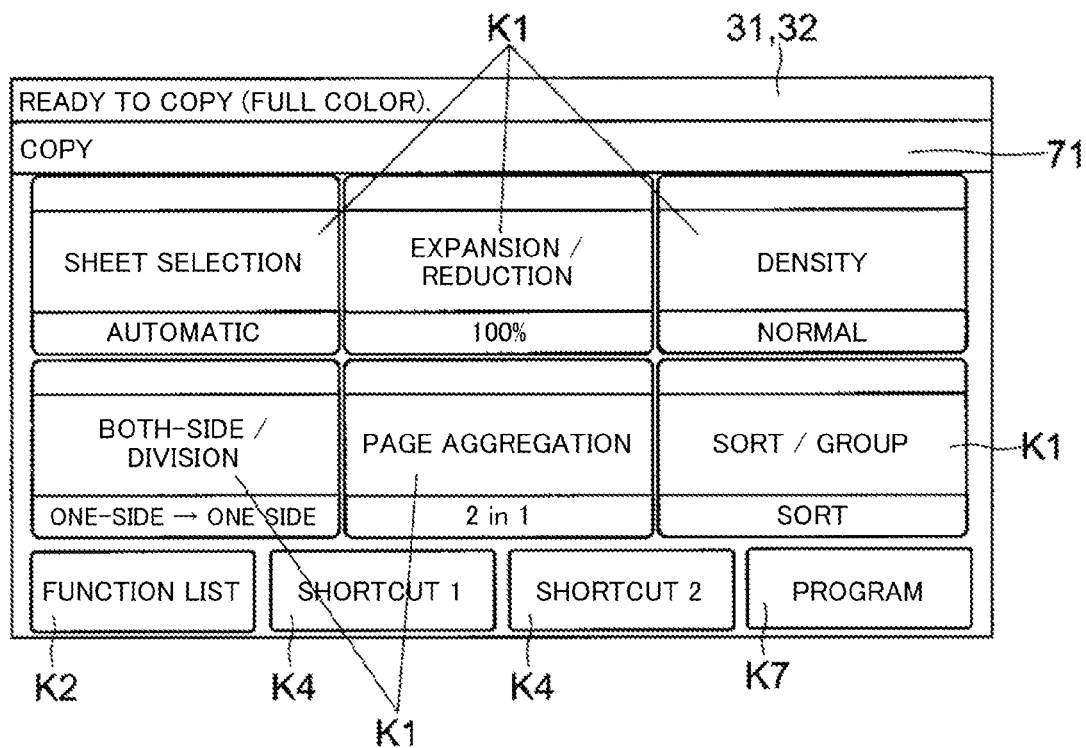 K1
31,32
READY TO COPY (FULL COLOR).
COPY
71
SHEET SELECTION
EXPANSION /
REDUCTION
DENSITY
AUTOMATIC
100%
NORMAL
BOTH-SIDE /
DIVISION
PAGE AGGREGATION
SORT / GROUP
K1
ONE-SIDE → ONE SIDE
2 in 1
SORT
FUNCTION LIST
SHORTCUT 1
SHORTCUT 2
PROGRAM
K2
K4
K4
K7
K1